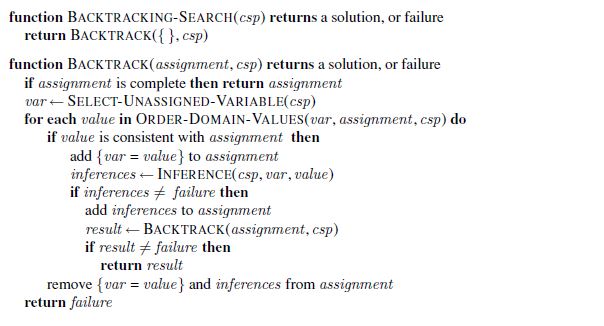 function BACKTRACKING-SEARCH(csp) returns a solution, or failure
return BACKTRACK({ }, csp)
function BACKTRACK(assignment, csp) returns a solution, or failure
if assignment is complete then return assignment
var ← SELECT-UNASSIGNED-VARIABLE(csp)
for each value in ORDER-DOMAIN-VALUES(var, assignment, csp) do
if value is consistent with assignment then
add {var = value} to assignment
inferences ← INFERENCE(csp, var, value)
if inferences ≠ failure then
add inferences to assignment
result ← BACKTRACK(assignment, csp)
if result ≠ failure then
return result
remove {var = value} and inferences from assignment
return failure